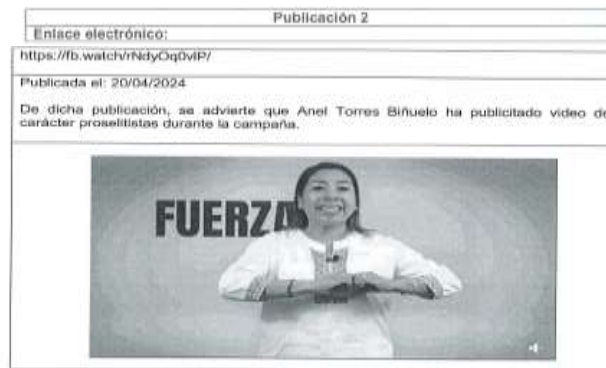 Publicación 2
Enlace electrónico:
https://fb.watch/rNdyOq0vIP/
Publicada el: 20/04/2024
De dicha publicación, se advierte que Anel Torres Biñuelo ha publicitado video de
carácter proselitistas durante la campaña.
FUERZA